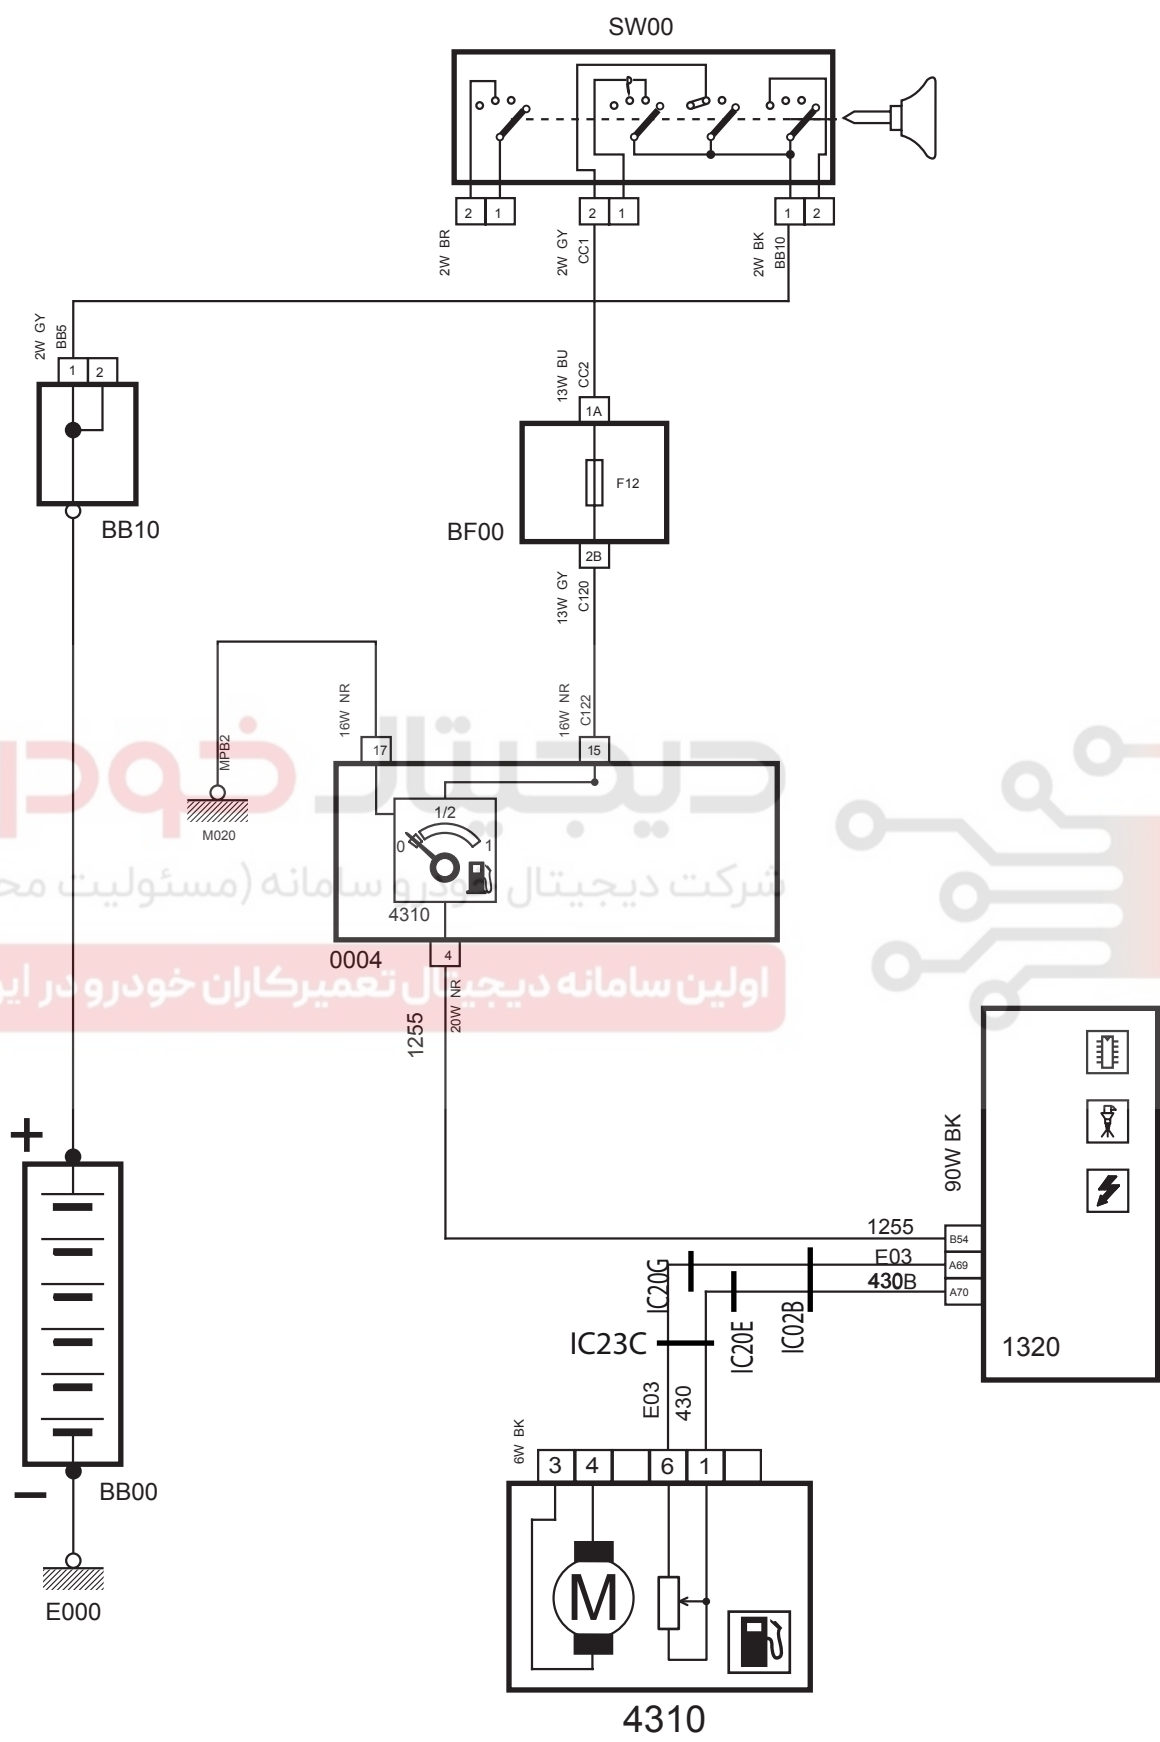 SW00
2 1
2 1
1 2
2W BR
2W GY
CC1
2W BK
BB10
2W GY
BB5
1 2
BB10
13W BU
CC2
1A
F12
BF00
2B
13W GY
C120
16W NR
C122
16W NR
17
15
MPB2
M020
دیجیتال خودر
شرکت دیجیتال خودرو سامانه (مسئولیت مح
اولین سامانه دیجیتال تعمیرکاران خودرو در ایر
1/2
0
1
4310
0004
4
1255
20W NR
+
−
BB00
E000
90W BK
1255
B54
E03
A69
430B
A70
1320
IC20G
IC20E
IC02B
IC23C
E03
430
6W BK
3 4 6 1
M
4310